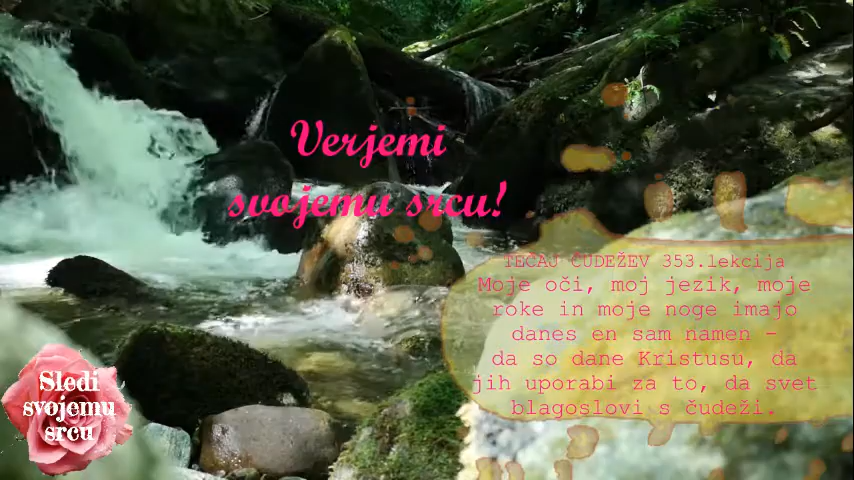 Verjemi
svojemu srcu!
TEČAJ ČUDEŽEV 353.lekcija
Moje oči, moj jezik, moje
roke in moje noge imajo
danes en sam namen –
da so dane Kristusu, da
jih uporabi za to, da svet
blagoslovi s čudeži.
Sledi
svojemu
srcu